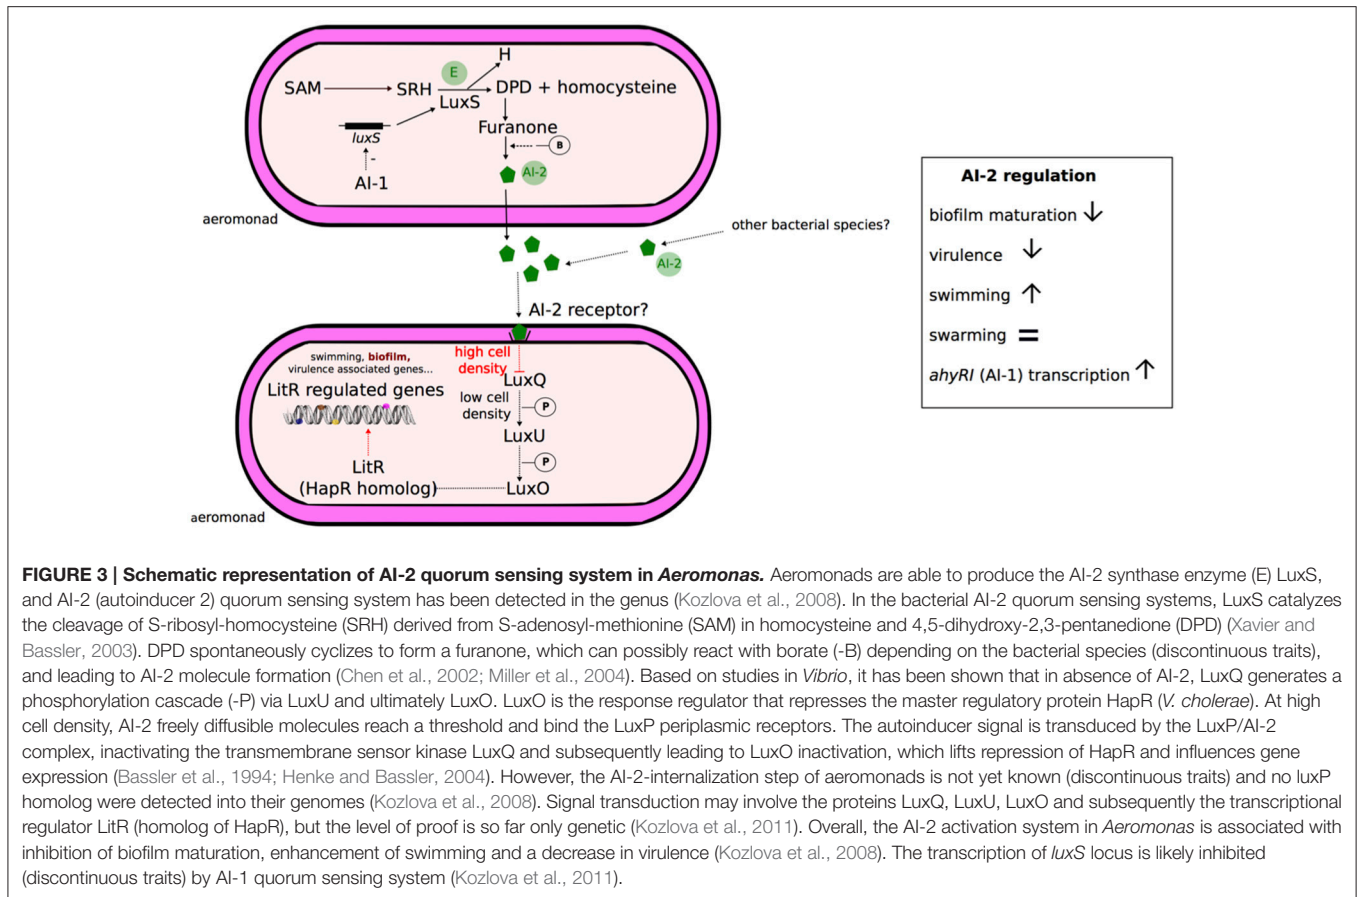 H
E
SAM
SRH
DPD + homocysteine
LuxS
luxS
Furanone
B
-
AI-2
AI-1
aeromonad
other bacterial species?
AI-2
AI-2 receptor?
swimming, biofilm,
virulence associated genes...
LitR regulated genes
high cell
density
LuxQ
low cell
density
P
LuxU
P
LitR
(HapR homolog)
LuxO
aeromonad
AI-2 regulation
biofilm maturation ↓
virulence ↓
swimming ↑
swarming =
ahyRI (AI-1) transcription ↑
FIGURE 3 | Schematic representation of AI-2 quorum sensing system in Aeromonas. Aeromonads are able to produce the AI-2 synthase enzyme (E) LuxS,
and AI-2 (autoinducer 2) quorum sensing system has been detected in the genus (Kozlova et al., 2008). In the bacterial AI-2 quorum sensing systems, LuxS catalyzes
the cleavage of S-ribosyl-homocysteine (SRH) derived from S-adenosyl-methionine (SAM) in homocysteine and 4,5-dihydroxy-2,3-pentanedione (DPD) (Xavier and
Bassler, 2003). DPD spontaneously cyclizes to form a furanone, which can possibly react with borate (-B) depending on the bacterial species (discontinuous traits),
and leading to AI-2 molecule formation (Chen et al., 2002; Miller et al., 2004). Based on studies in Vibrio, it has been shown that in absence of AI-2, LuxQ generates a
phosphorylation cascade (-P) via LuxU and ultimately LuxO. LuxO is the response regulator that represses the master regulatory protein HapR (V. cholerae). At high
cell density, AI-2 freely diffusible molecules reach a threshold and bind the LuxP periplasmic receptors. The autoinducer signal is transduced by the LuxP/AI-2
complex, inactivating the transmembrane sensor kinase LuxQ and subsequently leading to LuxO inactivation, which lifts repression of HapR and influences gene
expression (Bassler et al., 1994; Henke and Bassler, 2004). However, the AI-2-internalization step of aeromonads is not yet known (discontinuous traits) and no luxP
homolog were detected into their genomes (Kozlova et al., 2008). Signal transduction may involve the proteins LuxQ, LuxU, LuxO and subsequently the transcriptional
regulator LitR (homolog of HapR), but the level of proof is so far only genetic (Kozlova et al., 2011). Overall, the AI-2 activation system in Aeromonas is associated with
inhibition of biofilm maturation, enhancement of swimming and a decrease in virulence (Kozlova et al., 2008). The transcription of luxS locus is likely inhibited
(discontinuous traits) by AI-1 quorum sensing system (Kozlova et al., 2011).